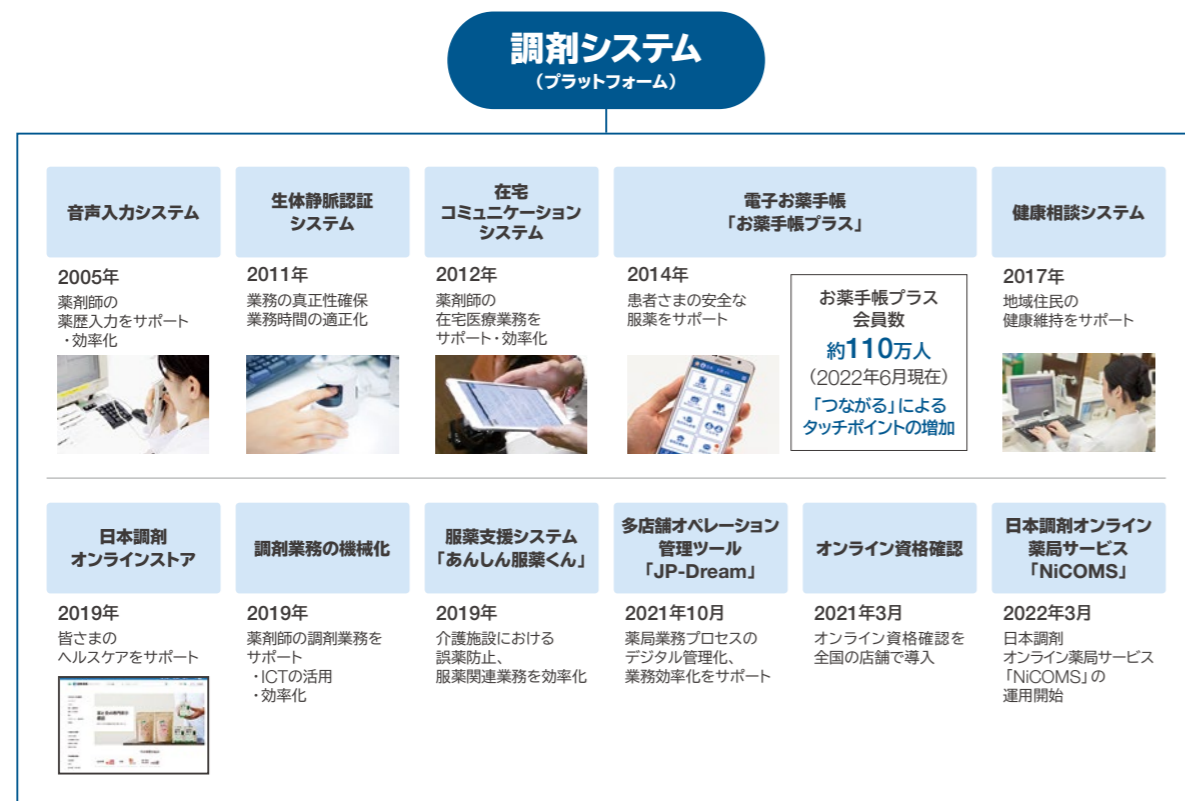 調剤システム
（プラットフォーム）
音声入力システム
2005年
薬剤師の
薬歴入力をサポート
・効率化
生体静脈認証
システム
2011年
業務の真正性確保
業務時間の適正化
在宅
コミュニケーション
システム
2012年
薬剤師の
在宅医療業務を
サポート・効率化
電子お薬手帳
「お薬手帳プラス」
2014年
患者さまの安全な
服薬をサポート
お薬手帳プラス
会員数
約110万人
（2022年6月現在）
「つながる」による
タッチポイントの増加
健康相談システム
2017年
地域住民の
健康維持をサポート
日本調剤
オンラインストア
2019年
皆さまの
ヘルスケアをサポート
調剤業務の機械化
2019年
薬剤師の調剤業務を
サポート
・ICTの活用
・効率化
服薬支援システム
「あんしん服薬くん」
2019年
介護施設における
誤薬防止、
服薬関連業務を効率化
多店舗オペレーション
管理ツール
「JP-Dream」
2021年10月
薬局業務プロセスの
デジタル管理化、
業務効率化をサポート
オンライン資格確認
2021年3月
オンライン資格確認を
全国の店舗で導入
日本調剤オンライン
薬局サービス
「NiCOMS」
2022年3月
日本調剤
オンライン薬局サービス
「NiCOMS」の
運用開始